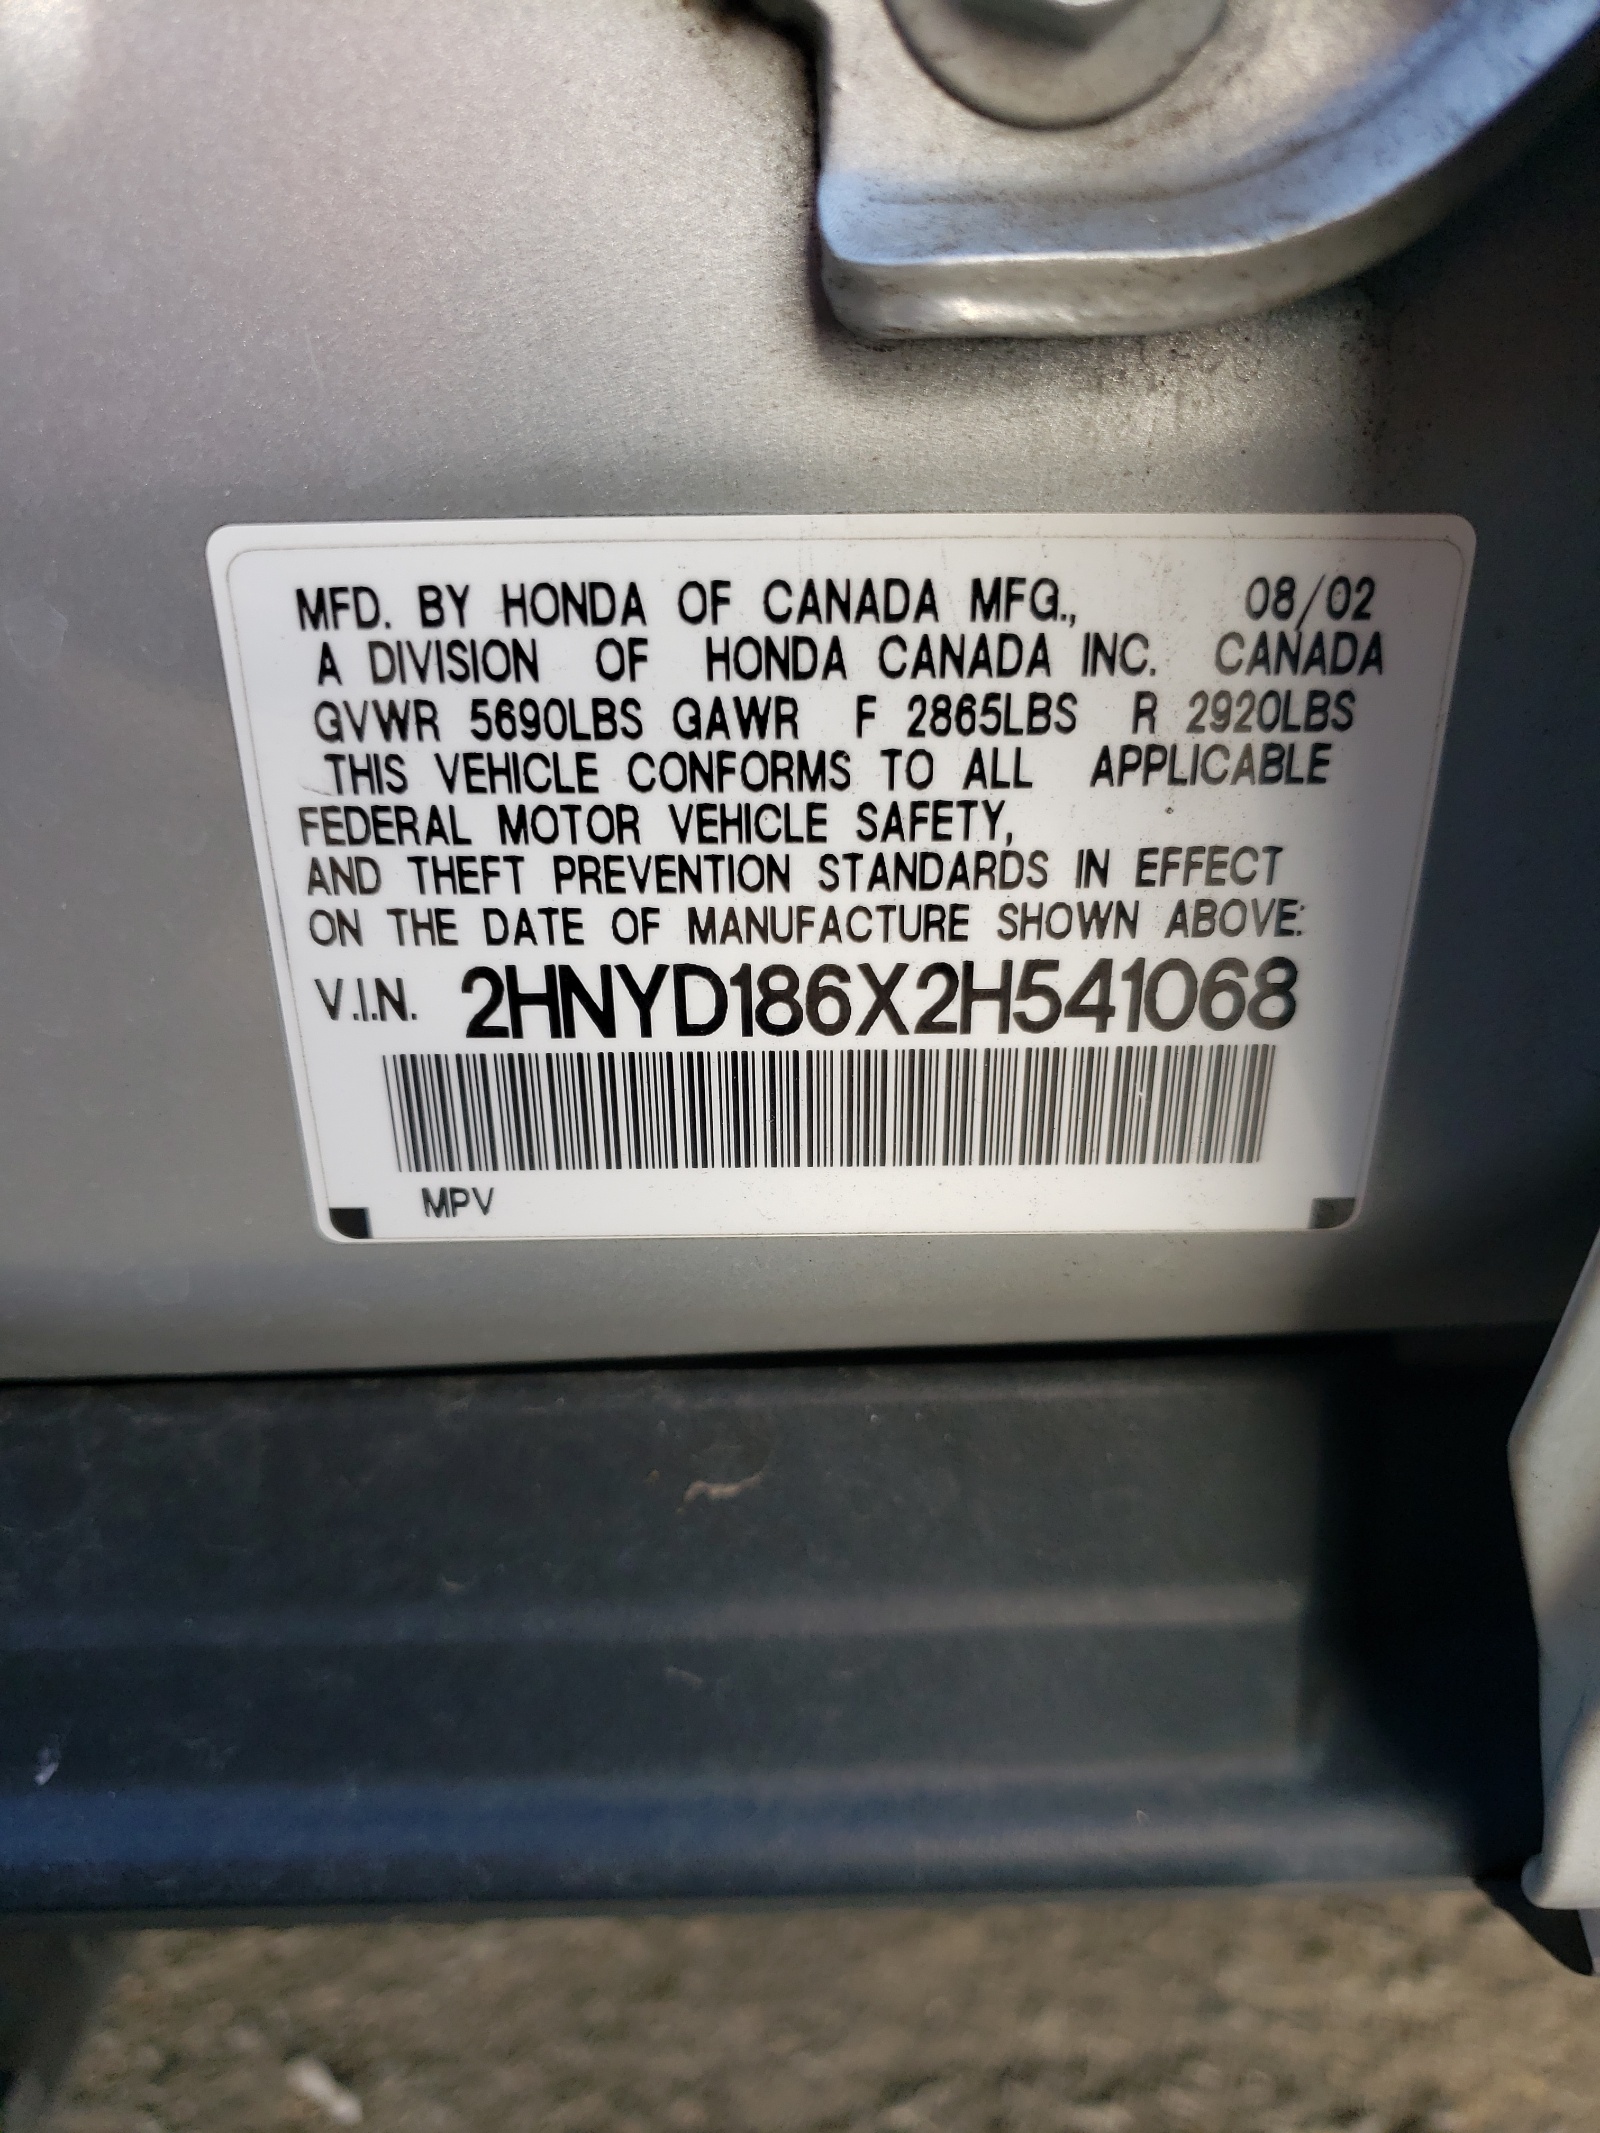 MFD. BY HONDA OF CANADA MFG., 08/02
A DIVISION OF HONDA CANADA INC. CANADA
GVWR 5690LBS GAWR F 2865LBS R 2920LBS
THIS VEHICLE CONFORMS TO ALL APPLICABLE
FEDERAL MOTOR VEHICLE SAFETY,
AND THEFT PREVENTION STANDARDS IN EFFECT
ON THE DATE OF MANUFACTURE SHOWN ABOVE:
V.I.N. 2HNYD186X2H541068
MPV